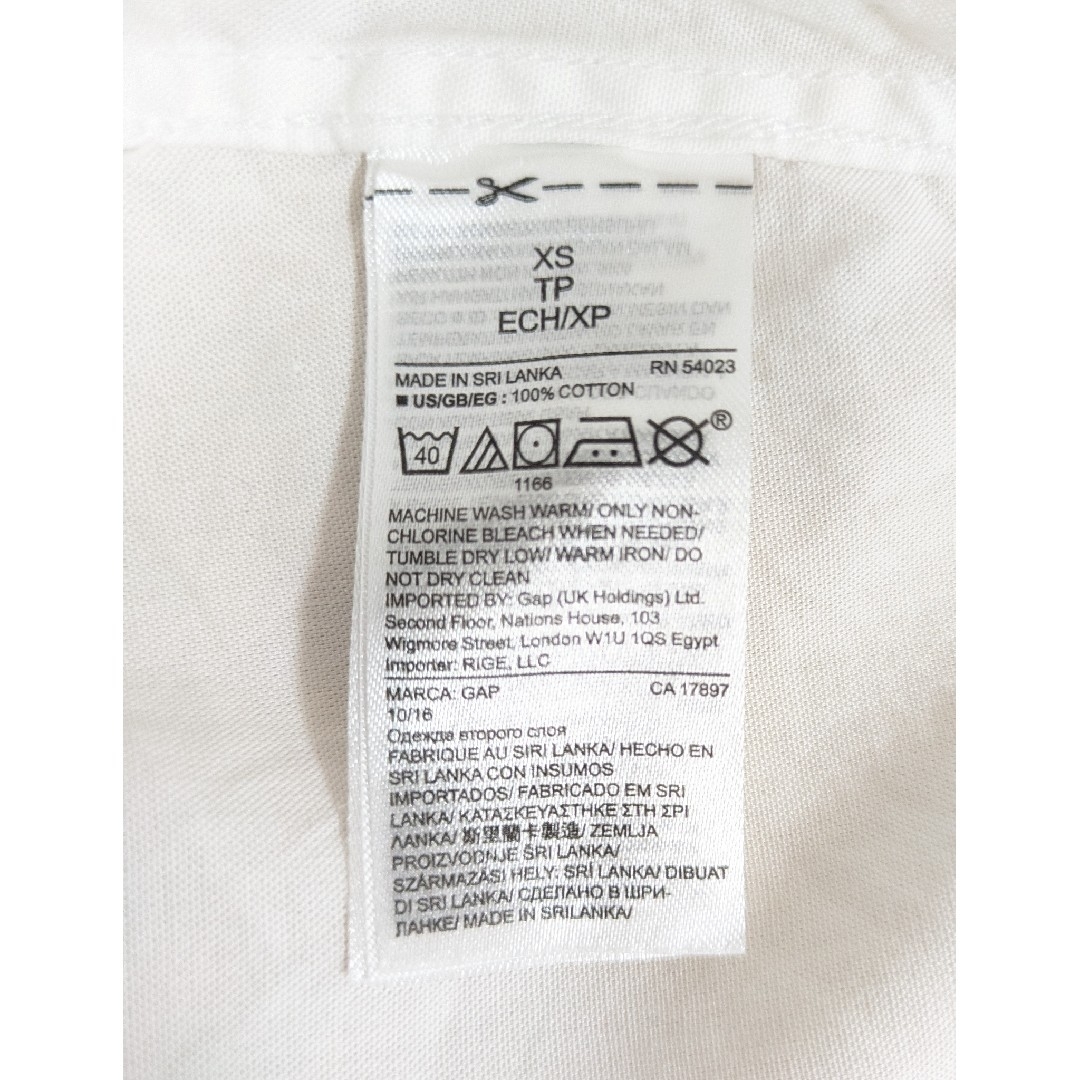 XS
TP
ECH/XP
MADE IN SRI LANKA RN 54023
US/GB/EG : 100% COTTON
40 ®
1166
MACHINE WASH WARM/ ONLY NON-
CHLORINE BLEACH WHEN NEEDED/
TUMBLE DRY LOW/ WARM IRON/ DO
NOT DRY CLEAN
IMPORTED BY: Gap (UK Holdings) Ltd.
Second Floor, Nations House, 103
Wigmore Street, London W1U 1QS Egypt
Importer: RIGE, LLC
MARCA: GAP CA 17897
10/16
Одежда второго слоя
FABRIQUE AU SIRI LANKA/ HECHO EN
SRI LANKA CON INSUMOS
IMPORTADOS/ FABRICADO EM SRI
LANKA/ ΚΑΤΑΣΚΕΥΑΣΤΗΚΕ ΣΤΗ ΣΡΙ
ΛΑΝΚΑ/ 斯里蘭卡製造/ ZEMLJA
PROIZVODNJE ŠRI LANKA/
SZÁRMAZÁSI HELY: SRÍ LANKA/ DIBUAT
DI SRI LANKA/ СДЕЛАНО В ШРИ-
ЛАНКЕ/ MADE IN SRILANKA/